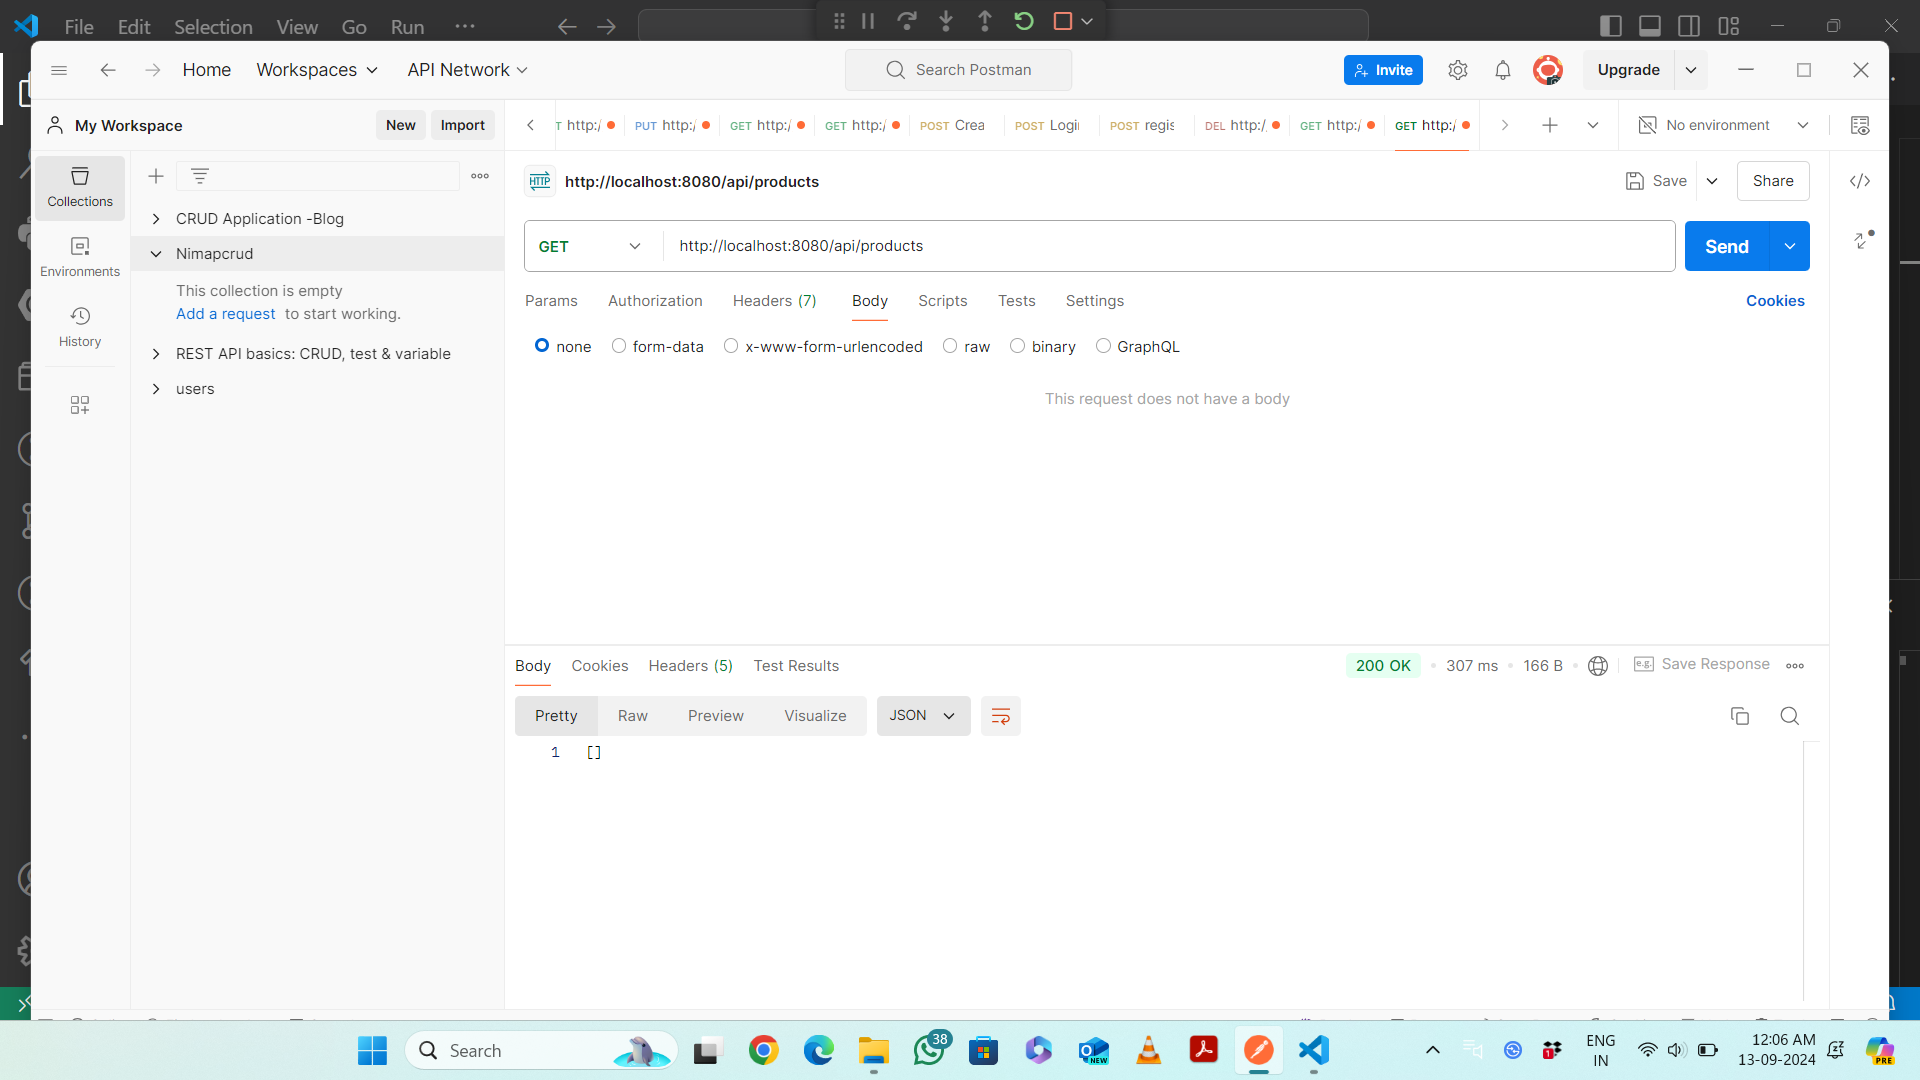 File Edit Selection View Go Run ...
Home Workspaces API Network Search Postman Invite Upgrade
My Workspace New Import
T http:/ PUT http:/ GET http:/ GET http:/ POST Crea POST Logi POST regis DEL http:/ GET http:/ GET http:/ No environment
Collections
Environments
History
CRUD Application -Blog
Nimapcrud
This collection is empty
Add a request to start working.
REST API basics: CRUD, test & variable
users
HTTP http://localhost:8080/api/products Save Share
GET http://localhost:8080/api/products Send
Params Authorization Headers (7) Body Scripts Tests Settings Cookies
none form-data x-www-form-urlencoded raw binary GraphQL
This request does not have a body
Body Cookies Headers (5) Test Results 200 OK 307 ms 166 B e.g. Save Response
Pretty Raw Preview Visualize JSON
1 []
Search 38 NEW 1 ENG IN 12:06 AM 13-09-2024 PRE